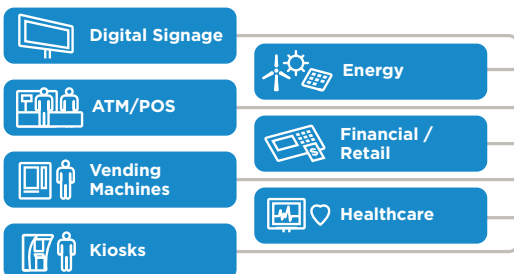 Digital Signage
Energy
ATM/POS
Financial /
Retail
Vending
Machines
Healthcare
Kiosks